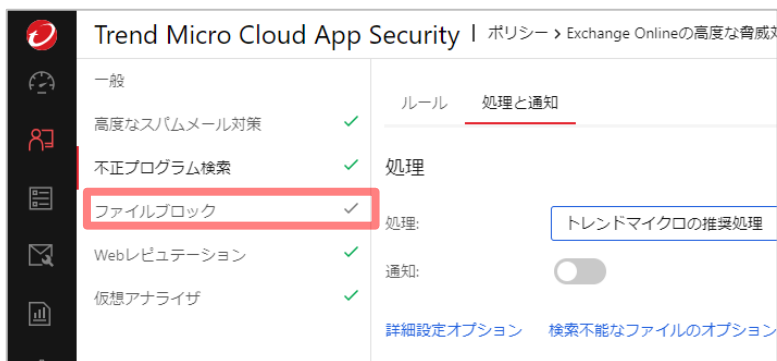 Trend Micro Cloud App Security | ポリシー > Exchange Onlineの高度な脅威
一般
高度なスパムメール対策
不正プログラム検索
ファイルブロック
Webレピュテーション
仮想アナライザ
ルール 処理と通知
処理
処理: トレンドマイクロの推奨処理
通知:
詳細設定オプション 検索不能なファイルのオプション